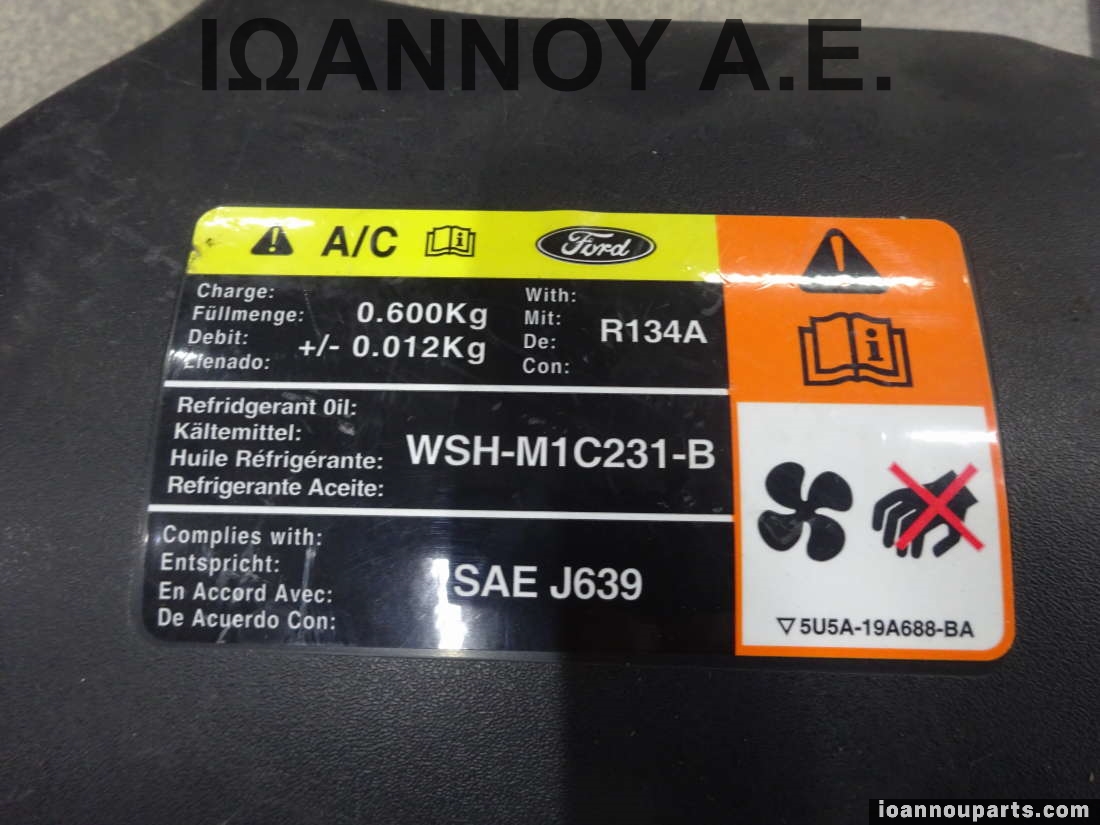 ΙΩΑΝΝΟΥ Α.Ε.
A/C
Ford
Charge:
Füllmenge:
Debit:
Llenado:
0.600Kg
+/- 0.012Kg
With:
Mit:
De:
Con:
R134A
Refridgerant Oil:
Kältemittel:
Huile Réfrigérante:
Refrigerante Aceite:
WSH-M1C231-B
Complies with:
Entspricht:
En Accord Avec:
De Acuerdo Con:
SAE J639
5U5A-19A688-BA
ioannouparts.com